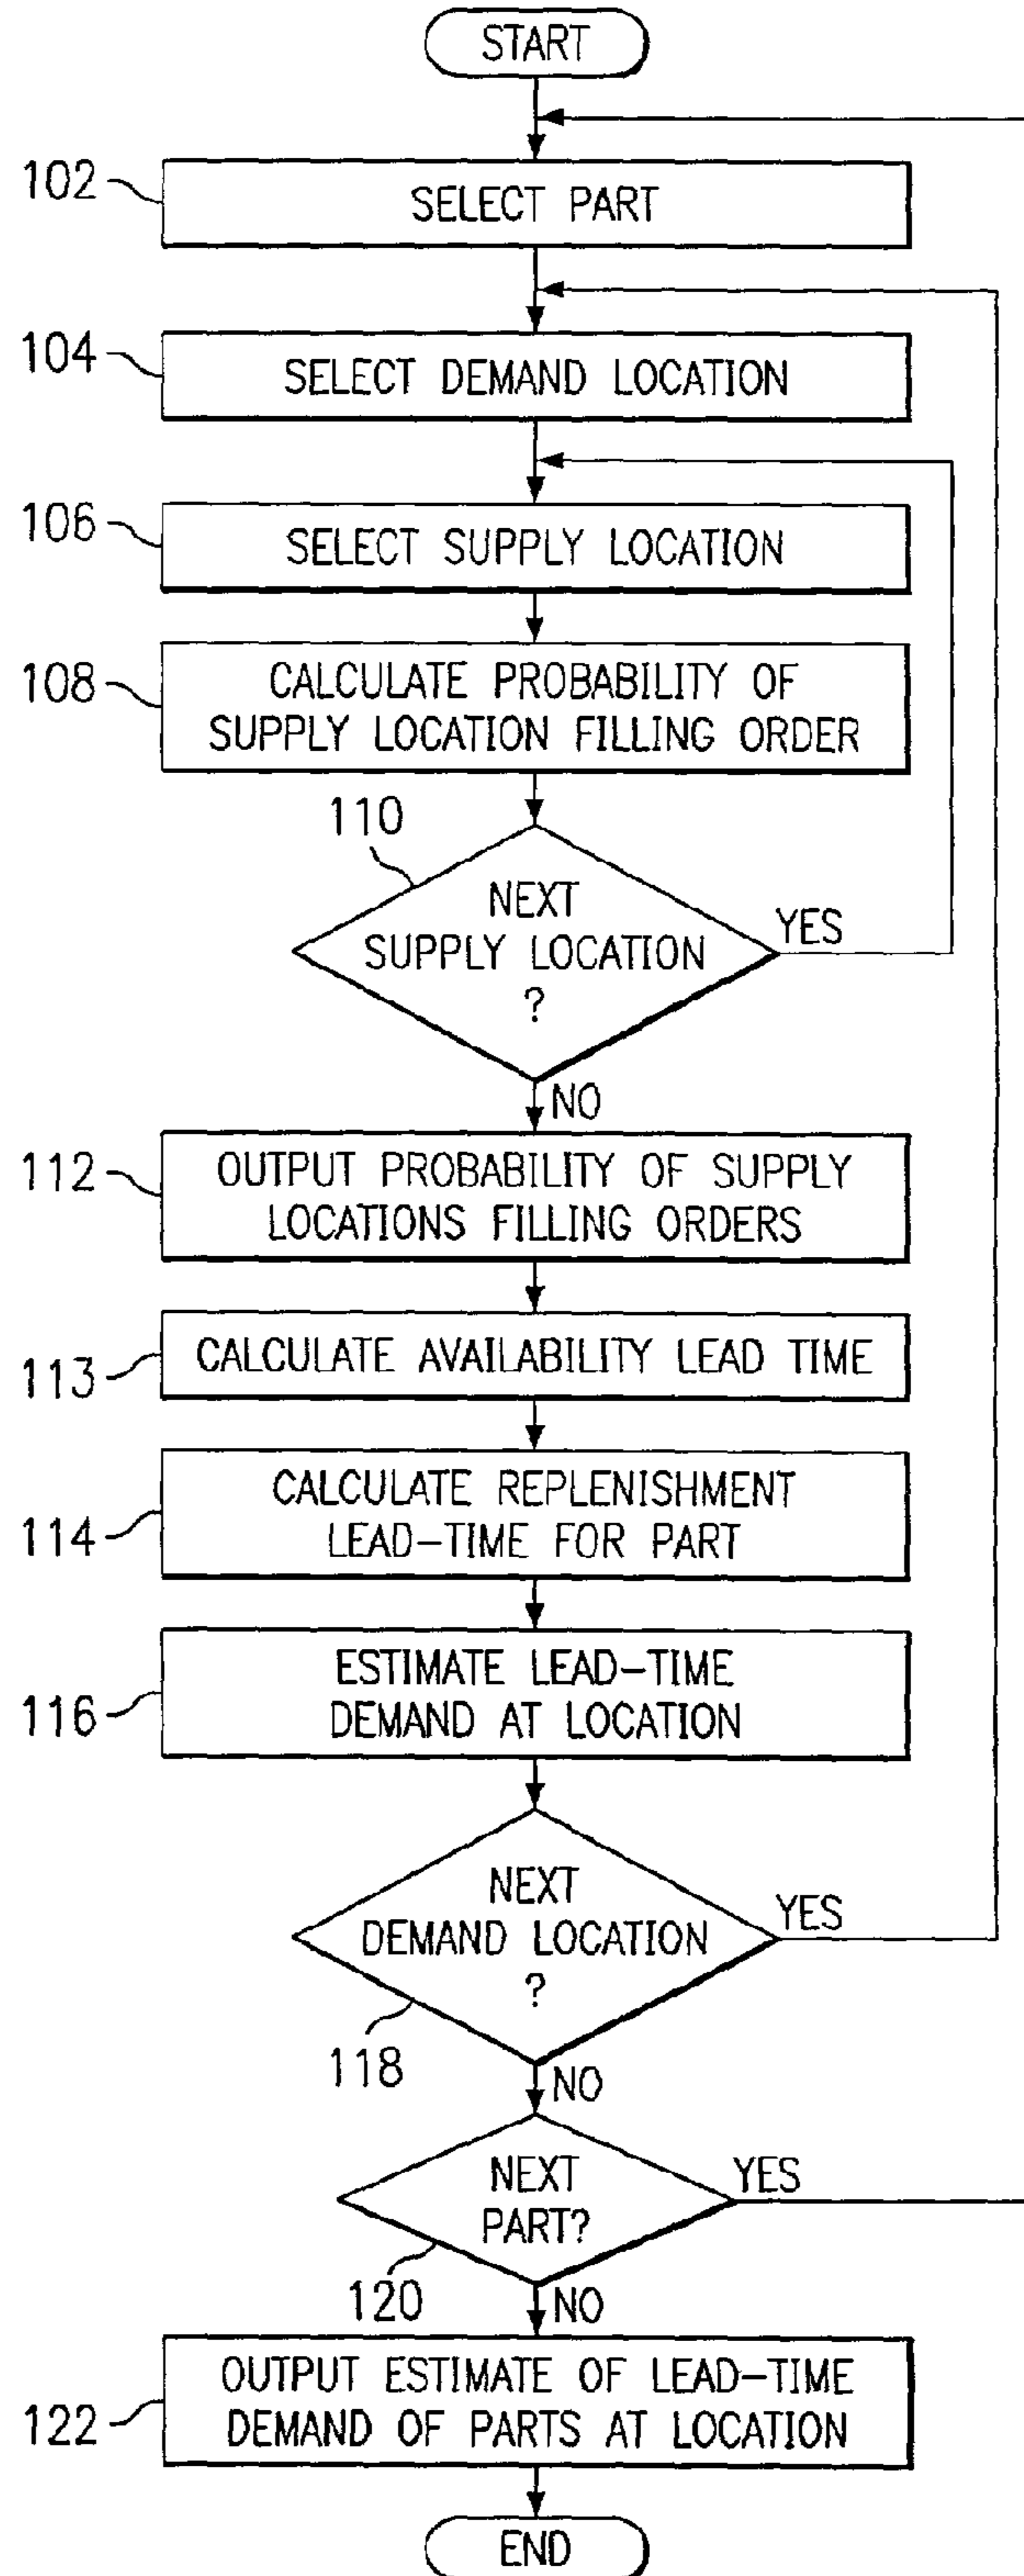 START
102
SELECT PART
104
SELECT DEMAND LOCATION
106
SELECT SUPPLY LOCATION
108
CALCULATE PROBABILITY OF
SUPPLY LOCATION FILLING ORDER
110
NEXT
SUPPLY LOCATION
?
YES
NO
112
OUTPUT PROBABILITY OF SUPPLY
LOCATIONS FILLING ORDERS
113
CALCULATE AVAILABILITY LEAD TIME
114
CALCULATE REPLENISHMENT
LEAD-TIME FOR PART
116
ESTIMATE LEAD-TIME
DEMAND AT LOCATION
NEXT
DEMAND LOCATION
?
YES
118
NO
NEXT
PART?
YES
120
NO
122
OUTPUT ESTIMATE OF LEAD-TIME
DEMAND OF PARTS AT LOCATION
END